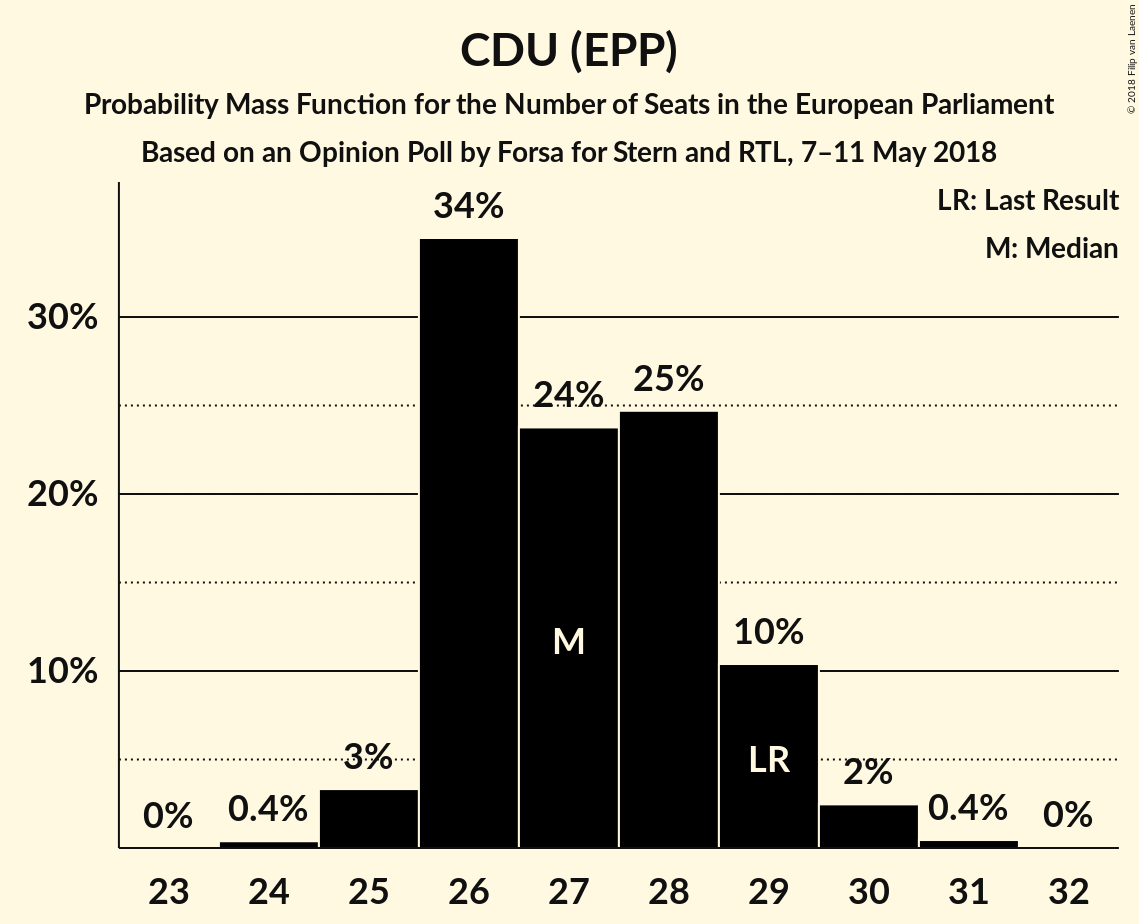 CDU (EPP)
Probability Mass Function for the Number of Seats in the European Parliament
Based on an Opinion Poll by Forsa for Stern and RTL, 7–11 May 2018
© 2018 Filip van Laenen
LR: Last Result
M: Median
34%
30%
25%
24%
20%
M
10%
10%
LR
3%
2%
0%
0.4%
0.4%
0%
23 24 25 26 27 28 29 30 31 32